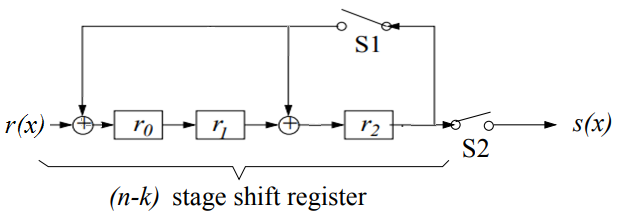 S1
r(x)
r0
r1
r2
s(x)
S2
(n-k) stage shift register